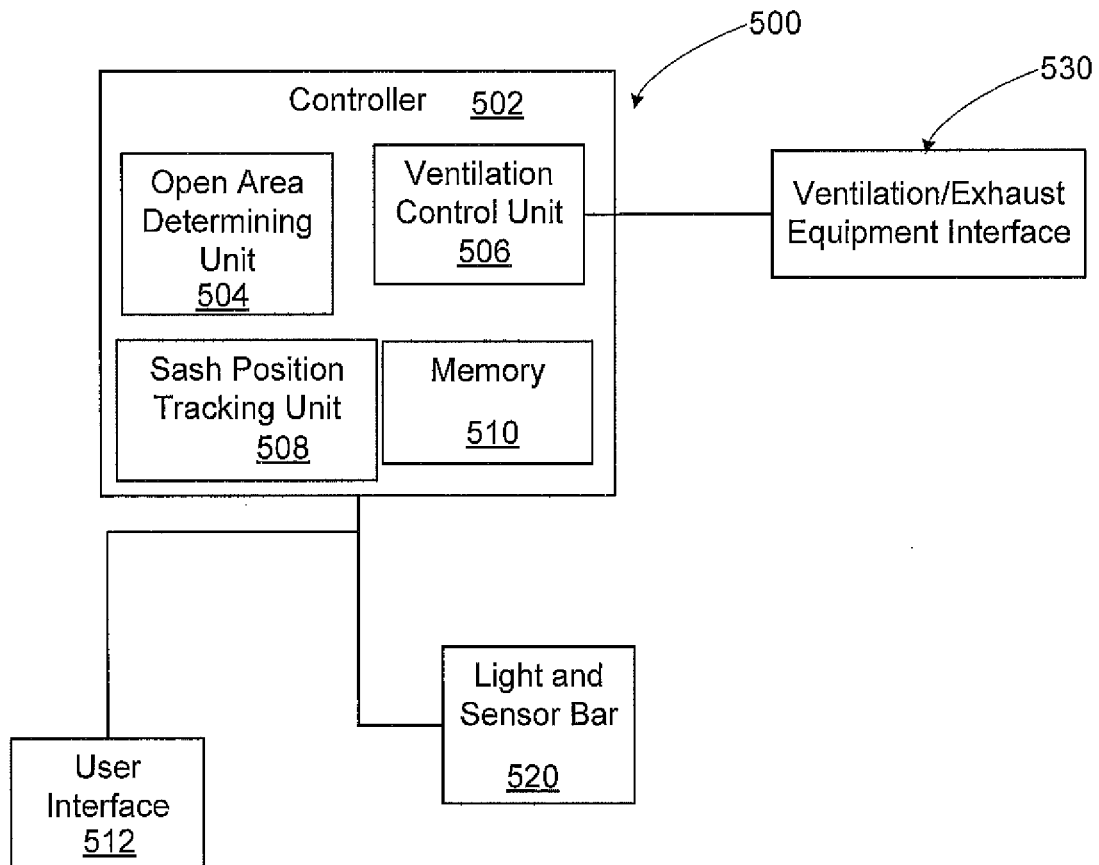 500
530
Controller 502
Open Area
Determining
Unit
504
Ventilation
Control Unit
506
Ventilation/Exhaust
Equipment Interface
Sash Position
Tracking Unit
508
Memory
510
Light and
Sensor Bar
520
User
Interface
512